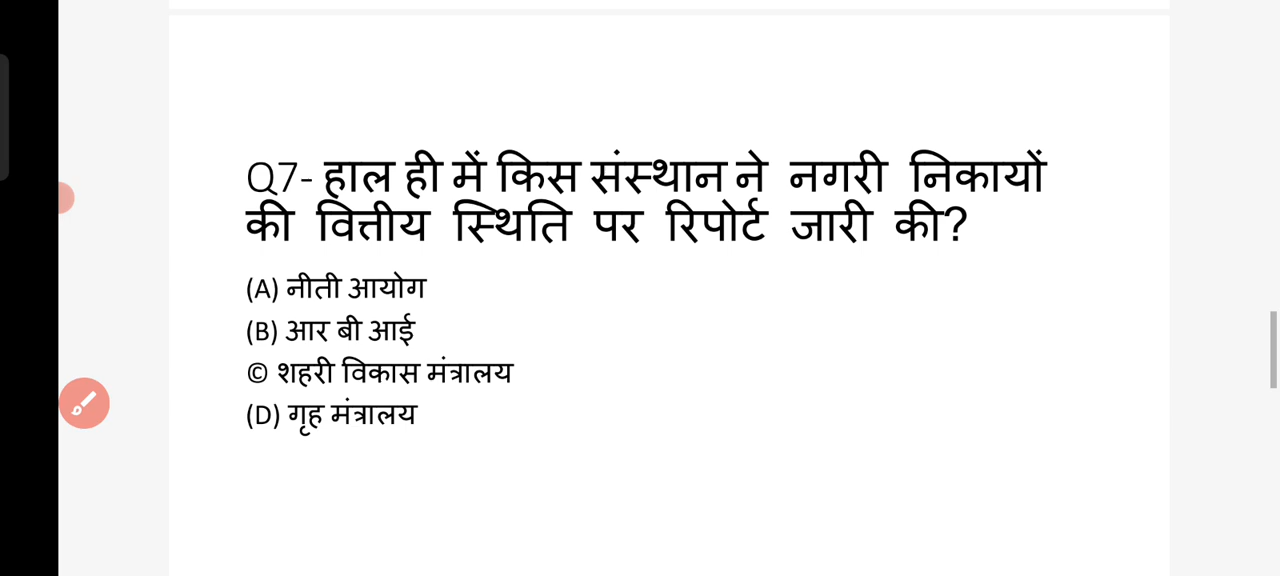 Q7- हाल ही में किस संस्थान ने नगरी निकायों
की वित्तीय स्थिति पर रिपोर्ट जारी की?
(A) नीती आयोग
(B) आर बी आई
© शहरी विकास मंत्रालय
(D) गृह मंत्रालय